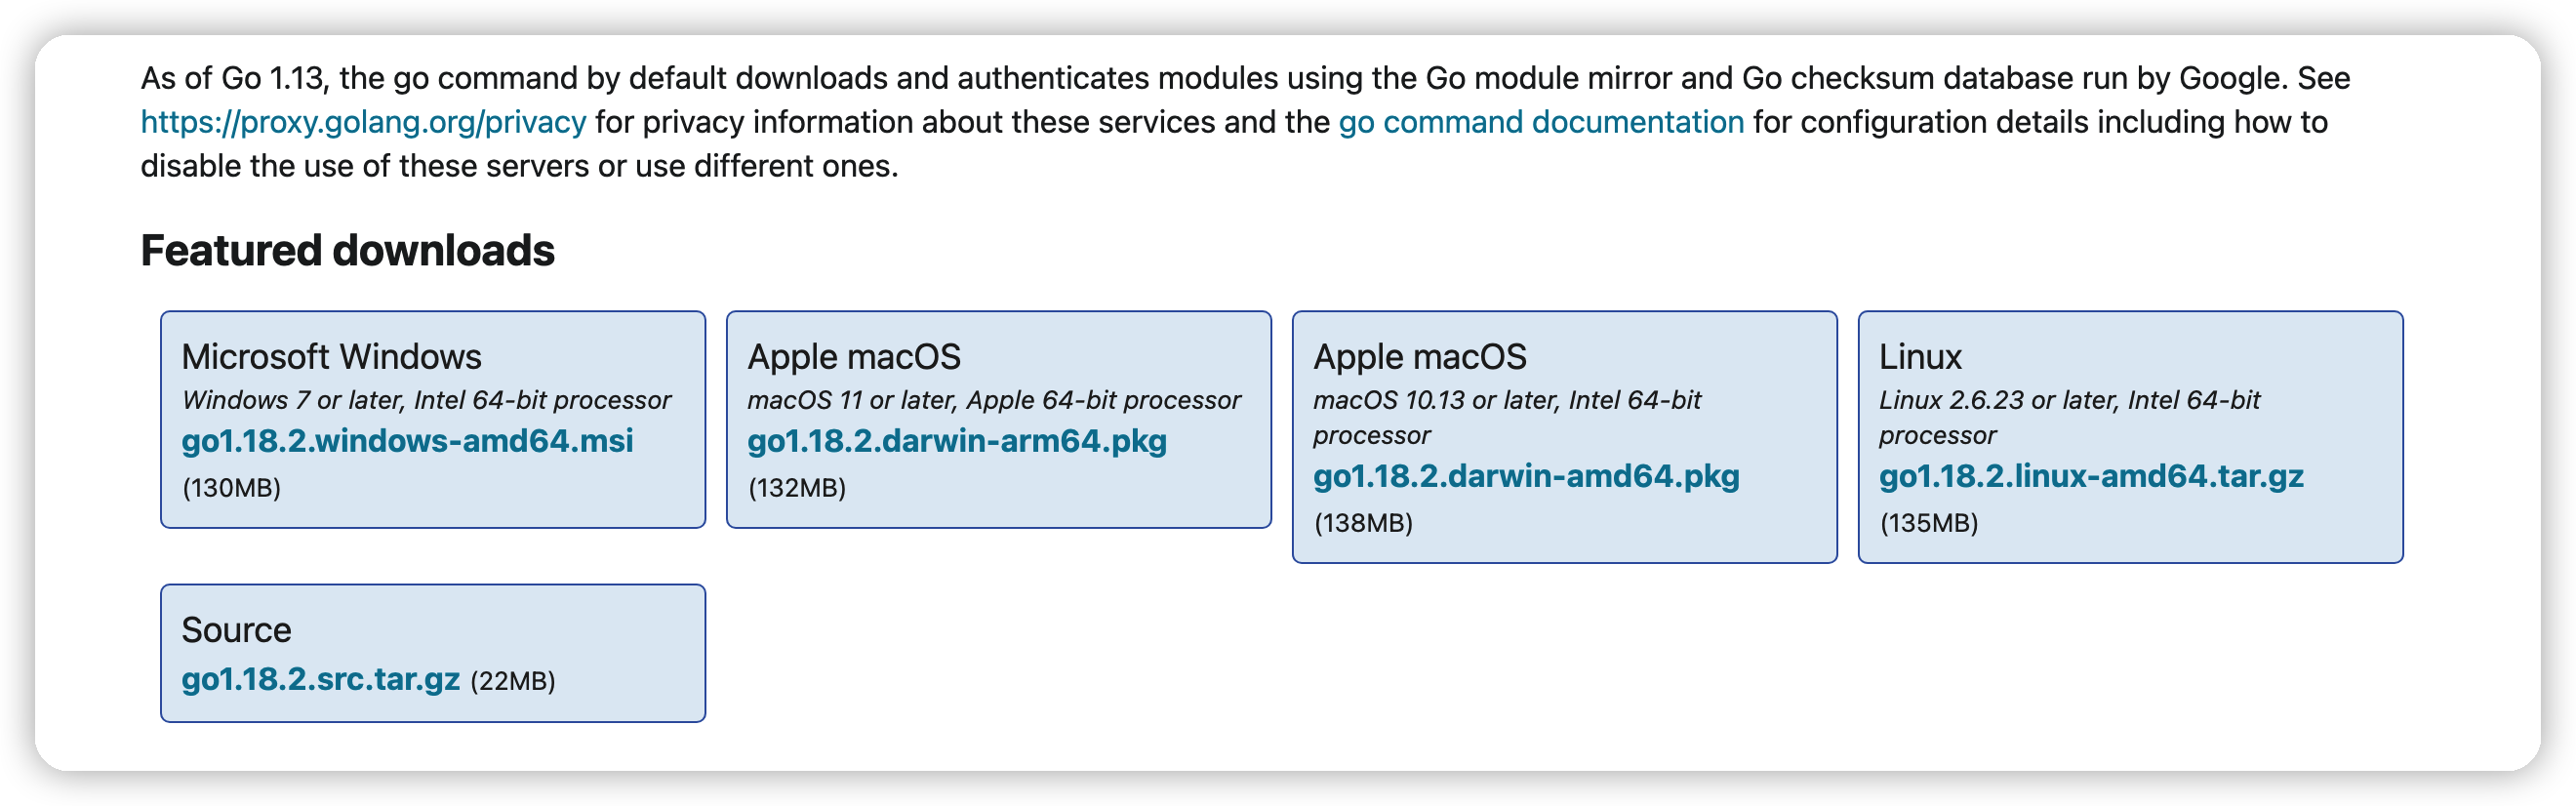 As of Go 1.13, the go command by default downloads and authenticates modules using the Go module mirror and Go checksum database run by Google. See
https://proxy.golang.org/privacy for privacy information about these services and the go command documentation for configuration details including how to
disable the use of these servers or use different ones.
Featured downloads
Microsoft Windows
Windows 7 or later, Intel 64-bit processor
go1.18.2.windows-amd64.msi
(130MB)
Apple macOS
macOS 11 or later, Apple 64-bit processor
go1.18.2.darwin-arm64.pkg
(132MB)
Apple macOS
macOS 10.13 or later, Intel 64-bit
processor
go1.18.2.darwin-amd64.pkg
(138MB)
Linux
Linux 2.6.23 or later, Intel 64-bit
processor
go1.18.2.linux-amd64.tar.gz
(135MB)
Source
go1.18.2.src.tar.gz (22MB)